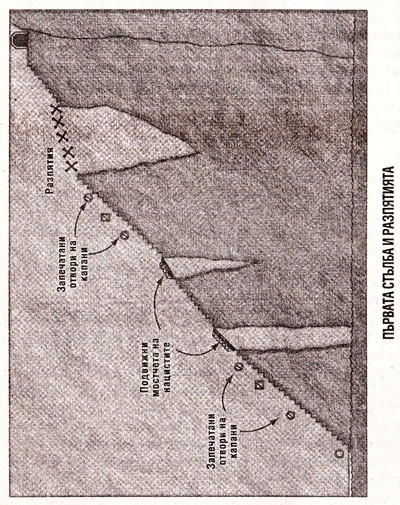 Разпятия
Запечатани
отвори на
капани
Подвижни
мостчета на
нацистите
Запечатани
отвори на
капани
ПЪРВАТА СТЪЛБА И РАЗПЯТИЯТА